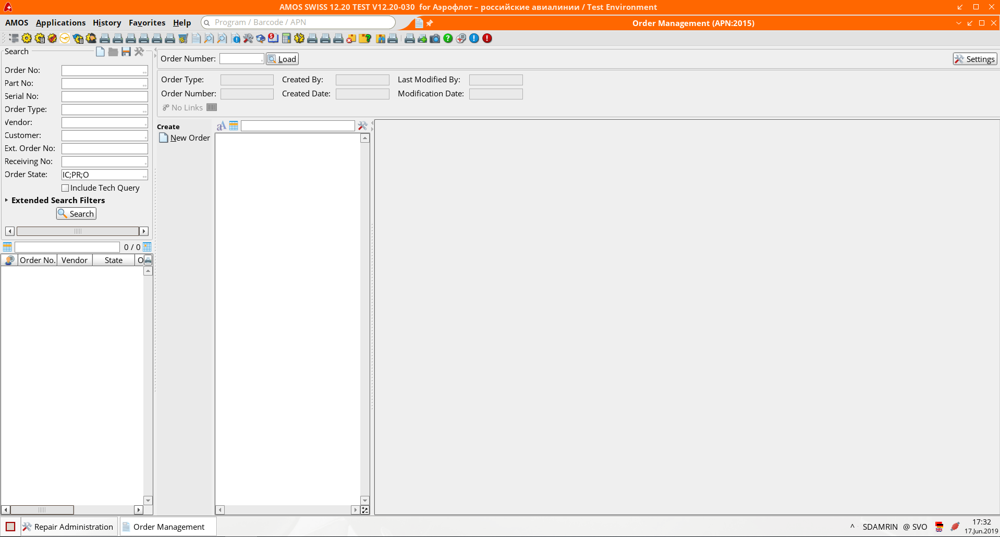 AMOS SWISS 12.20 TEST V12.20-030  for Аэрофлот – российские авиалинии / Test Environment
AMOS Applications History Favorites Help
Program / Barcode / APN
Order Management (APN:2015)
Search
Order No:
Part No:
Serial No:
Order Type:
Vendor:
Customer:
Ext. Order No:
Receiving No:
Order State: IC;PR;O
Include Tech Query
Extended Search Filters
Search
0 / 0
Order No. Vendor State O
Order Number: Load
Settings
Order Type: Created By: Last Modified By:
Order Number: Created Date: Modification Date:
No Links
Create
New Order
Repair Administration
Order Management
^ SDAMRIN @ SVO
17:32
17.Jun.2019